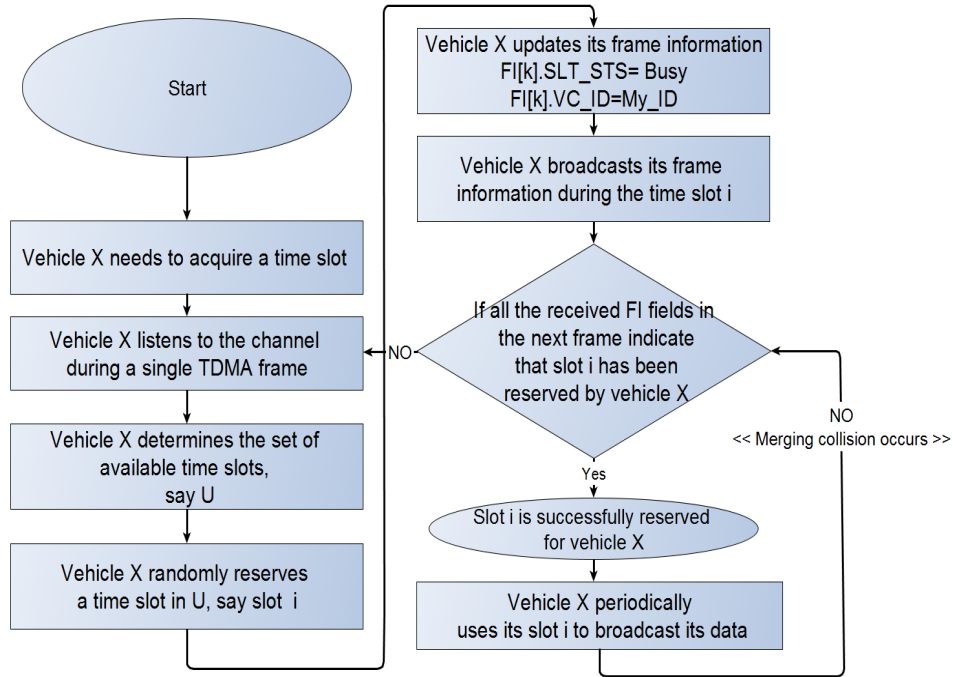 Start
Vehicle X needs to acquire a time slot
Vehicle X listens to the channel
during a single TDMA frame
Vehicle X determines the set of
available time slots,
say U
Vehicle X randomly reserves
a time slot in U, say slot i
Vehicle X updates its frame information
FI[k].SLT_STS= Busy
FI[k].VC_ID=My_ID
Vehicle X broadcasts its frame
information during the time slot i
If all the received FI fields in
the next frame indicate
that slot i has been
reserved by vehicle X
NO
Yes
Slot i is successfully reserved
for vehicle X
Vehicle X periodically
uses its slot i to broadcast its data
NO
<< Merging collision occurs >>